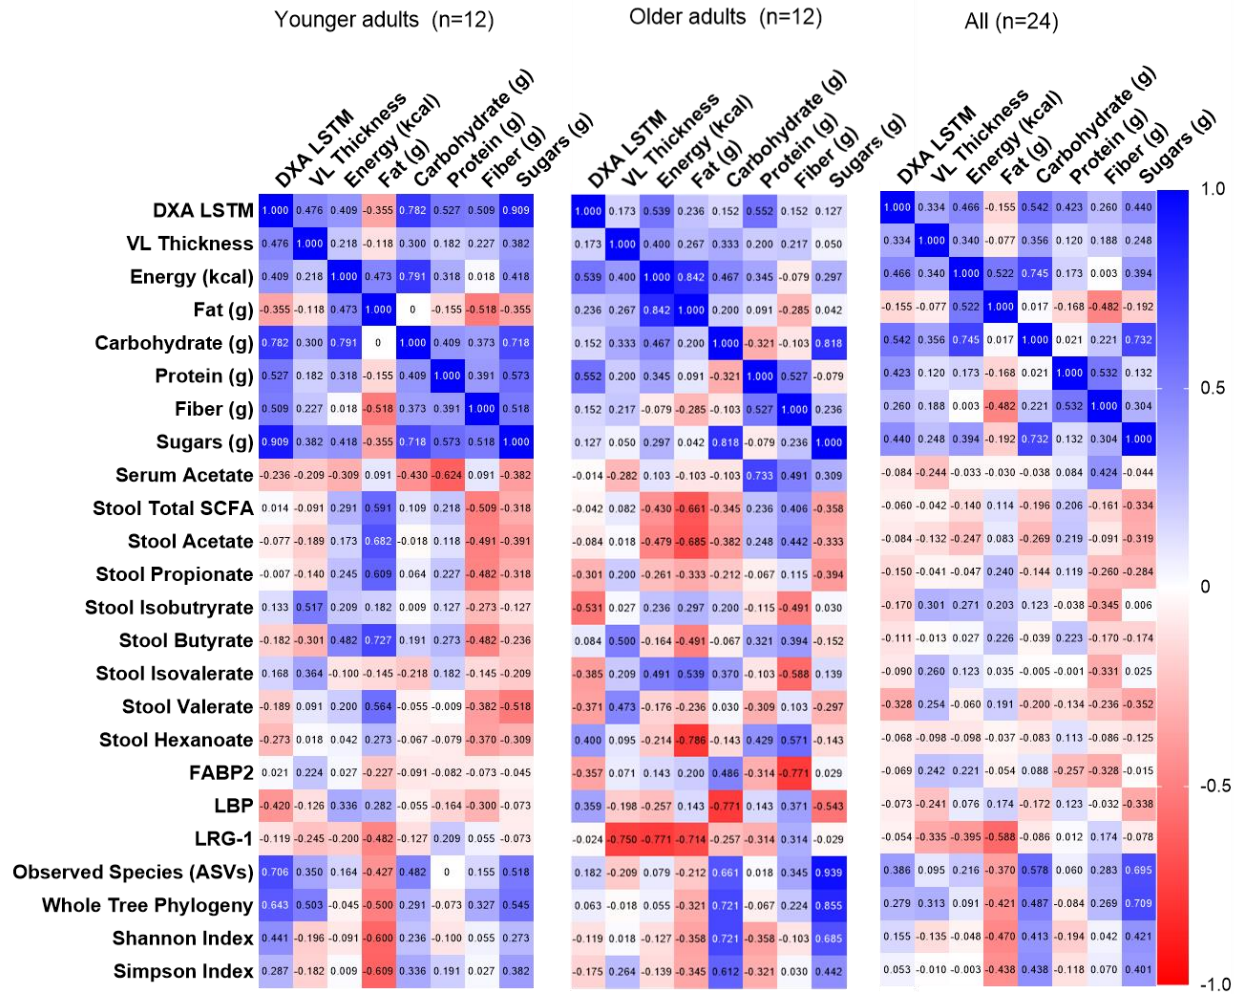 Younger adults (n=12) Older adults (n=12) All (n=24)
DXA LSTM VL Thickness Energy (kcal) Fat (g) Carbohydrate (g) Protein (g) Fiber (g) Sugars (g) DXA LSTM VL Thickness Energy (kcal) Fat (g) Carbohydrate (g) Protein (g) Fiber (g) Sugars (g) DXA LSTM VL Thickness Energy (kcal) Fat (g) Carbohydrate (g) Protein (g) Fiber (g) Sugars (g)
DXA LSTM 1.000 0.476 0.409 -0.355 0.782 0.527 0.509 0.909 1.000 0.173 0.539 0.236 0.152 0.552 0.152 0.127 1.000 0.334 0.466 -0.155 0.542 0.423 0.260 0.440 1.0
VL Thickness 0.476 1.000 0.218 -0.118 0.300 0.182 0.227 0.382 0.173 1.000 0.400 0.267 0.333 0.200 0.217 0.050 0.334 1.000 0.340 -0.077 0.356 0.120 0.188 0.248
Energy (kcal) 0.409 0.218 1.000 0.473 0.791 0.318 0.018 0.418 0.539 0.400 1.000 0.842 0.467 0.345 -0.079 0.297 0.466 0.340 1.000 0.522 0.745 0.173 0.003 0.394
Fat (g) -0.355 -0.118 0.473 1.000 0 -0.155 -0.518 -0.355 0.236 0.267 0.842 1.000 0.200 0.091 -0.285 0.042 -0.155 -0.077 0.522 1.000 0.017 -0.168 -0.482 -0.192
Carbohydrate (g) 0.782 0.300 0.791 0 1.000 0.409 0.373 0.718 0.152 0.333 0.467 0.200 1.000 -0.321 -0.103 0.818 0.542 0.356 0.745 0.017 1.000 0.021 0.221 0.732
Protein (g) 0.527 0.182 0.318 -0.155 0.409 1.000 0.391 0.573 0.552 0.200 0.345 0.091 -0.321 1.000 0.527 -0.079 0.423 0.120 0.173 -0.168 0.021 1.000 0.532 0.132 0.5
Fiber (g) 0.509 0.227 0.018 -0.518 0.373 0.391 1.000 0.518 0.152 0.217 -0.079 -0.285 -0.103 0.527 1.000 0.236 0.260 0.188 0.003 -0.482 0.221 0.532 1.000 0.304
Sugars (g) 0.909 0.382 0.418 -0.355 0.718 0.573 0.518 1.000 0.127 0.050 0.297 0.042 0.818 -0.079 0.236 1.000 0.440 0.248 0.394 -0.192 0.732 0.132 0.304 1.000
Serum Acetate -0.236 -0.209 -0.309 0.091 -0.430 -0.624 0.091 -0.382 -0.014 -0.282 0.103 -0.103 -0.103 0.733 0.491 0.309 -0.084 -0.244 -0.033 -0.030 -0.038 0.084 0.424 -0.044
Stool Total SCFA 0.014 -0.091 0.291 0.591 0.109 0.218 -0.509 -0.318 -0.042 0.082 -0.430 -0.661 -0.345 0.236 0.406 -0.358 -0.060 -0.042 -0.140 0.114 -0.196 0.206 -0.161 -0.334
Stool Acetate -0.077 -0.189 0.173 0.682 -0.018 0.118 -0.491 -0.391 -0.084 0.018 -0.479 -0.685 -0.382 0.248 0.442 -0.333 -0.084 -0.132 -0.247 0.083 -0.269 0.219 -0.091 -0.319
Stool Propionate -0.007 -0.140 0.245 0.609 0.064 0.227 -0.482 -0.318 -0.301 0.200 -0.261 -0.333 -0.212 -0.067 0.115 -0.394 -0.150 -0.041 -0.047 0.240 -0.144 0.119 -0.260 -0.284 0
Stool Isobutryrate 0.133 0.517 0.209 0.182 0.009 0.127 -0.273 -0.127 -0.531 0.027 0.236 0.297 0.200 -0.115 -0.491 0.030 -0.170 0.301 0.271 0.203 0.123 -0.038 -0.345 0.006
Stool Butyrate -0.182 -0.301 0.482 0.727 0.191 0.273 -0.482 -0.236 0.084 0.500 -0.164 -0.491 -0.067 0.321 0.394 -0.152 -0.111 -0.013 0.027 0.226 -0.039 0.223 -0.170 -0.174
Stool Isovalerate 0.168 0.364 -0.100 -0.145 -0.218 0.182 -0.145 -0.209 -0.385 0.209 0.491 0.539 0.370 -0.103 -0.588 0.139 -0.090 0.260 0.123 0.035 -0.005 -0.001 -0.331 0.025
Stool Valerate -0.189 0.091 0.200 0.564 -0.055 -0.009 -0.382 -0.518 -0.371 0.473 -0.176 -0.236 0.030 -0.309 0.103 -0.297 -0.328 0.254 -0.060 0.191 -0.200 -0.134 -0.236 -0.352
Stool Hexanoate -0.273 0.018 0.042 0.273 -0.067 -0.079 -0.370 -0.309 0.400 0.095 -0.214 -0.786 -0.143 0.429 0.571 -0.143 -0.068 -0.098 -0.098 -0.037 -0.083 0.113 -0.086 -0.125
FABP2 0.021 0.224 0.027 -0.227 -0.091 -0.082 -0.073 -0.045 -0.357 0.071 0.143 0.200 0.486 -0.314 -0.771 0.029 -0.069 0.242 0.221 -0.054 0.088 -0.257 -0.328 -0.015 -0.5
LBP -0.420 -0.126 0.336 0.282 -0.055 -0.164 -0.300 -0.073 0.359 -0.198 -0.257 0.143 -0.771 0.143 0.371 -0.543 -0.073 -0.241 0.076 0.174 -0.172 0.123 -0.032 -0.338
LRG-1 -0.119 -0.245 -0.200 -0.482 -0.127 0.209 0.055 -0.073 -0.024 -0.750 -0.771 -0.714 -0.257 -0.314 0.314 -0.029 -0.054 -0.335 -0.395 -0.588 -0.086 0.012 0.174 -0.078
Observed Species (ASVs) 0.706 0.350 0.164 -0.427 0.482 0 0.155 0.518 0.182 -0.209 0.079 -0.212 0.661 0.018 0.345 0.939 0.386 0.095 0.216 -0.370 0.578 0.060 0.283 0.695
Whole Tree Phylogeny 0.643 0.503 -0.045 -0.500 0.291 -0.073 0.327 0.545 0.063 -0.018 0.055 -0.321 0.721 -0.067 0.224 0.855 0.279 0.313 0.091 -0.421 0.487 -0.084 0.269 0.709
Shannon Index 0.441 -0.196 -0.091 -0.600 0.236 -0.100 0.055 0.273 -0.119 0.018 -0.127 -0.358 0.721 -0.358 -0.103 0.685 0.155 -0.135 -0.048 -0.470 0.413 -0.154 0.042 0.421
Simpson Index 0.287 -0.182 0.009 -0.609 0.336 0.191 0.027 0.382 -0.175 0.264 -0.139 -0.345 0.612 -0.321 0.030 0.442 0.053 -0.010 -0.003 -0.438 0.438 -0.118 0.070 0.401 -1.0